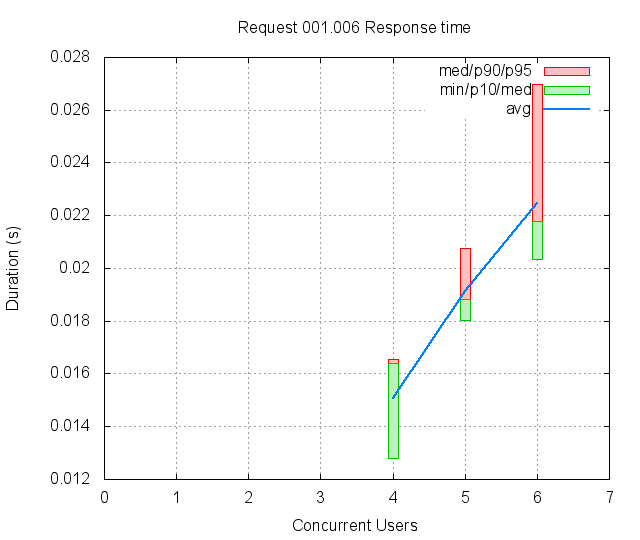 Request 001.006 Response time
med/p90/p95
min/p10/med
avg
0.028
0.026
0.024
0.022
0.02
0.018
0.016
0.014
0.012
Duration (s)
0 1 2 3 4 5 6 7
Concurrent Users